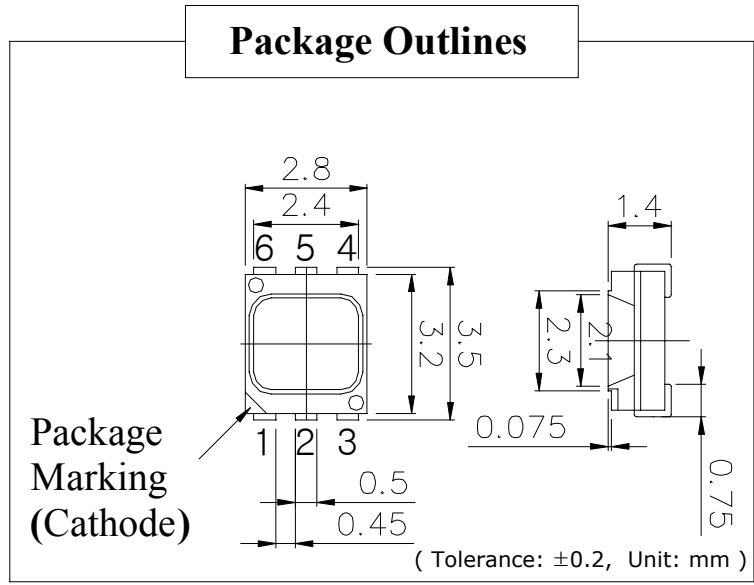 Package Outlines
2.8
2.4
1.4
6 5 4
3.2
3.5
2.3
2.1
Package
Marking
(Cathode)
1 2 3
0.075
0.5
0.45
0.75
( Tolerance: ±0.2, Unit: mm )